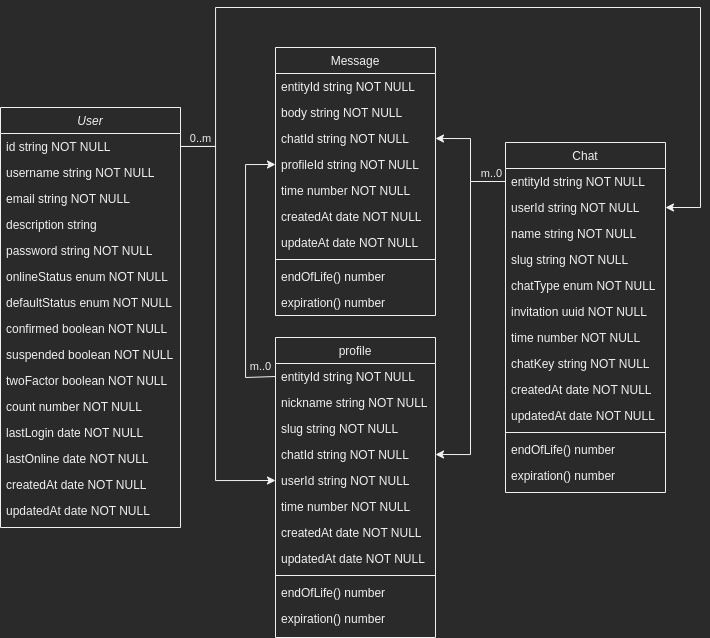 User
id string NOT NULL
username string NOT NULL
email string NOT NULL
description string
password string NOT NULL
onlineStatus enum NOT NULL
defaultStatus enum NOT NULL
confirmed boolean NOT NULL
suspended boolean NOT NULL
twoFactor boolean NOT NULL
count number NOT NULL
lastLogin date NOT NULL
lastOnline date NOT NULL
createdAt date NOT NULL
updatedAt date NOT NULL
0..m
Message
entityId string NOT NULL
body string NOT NULL
chatId string NOT NULL
profileId string NOT NULL
time number NOT NULL
createdAt date NOT NULL
updateAt date NOT NULL
endOfLife() number
expiration() number
m..0
profile
entityId string NOT NULL
nickname string NOT NULL
slug string NOT NULL
chatId string NOT NULL
userId string NOT NULL
time number NOT NULL
createdAt date NOT NULL
updatedAt date NOT NULL
endOfLife() number
expiration() number
m..0
Chat
entityId string NOT NULL
userId string NOT NULL
name string NOT NULL
slug string NOT NULL
chatType enum NOT NULL
invitation uuid NOT NULL
time number NOT NULL
chatKey string NOT NULL
createdAt date NOT NULL
updatedAt date NOT NULL
endOfLife() number
expiration() number